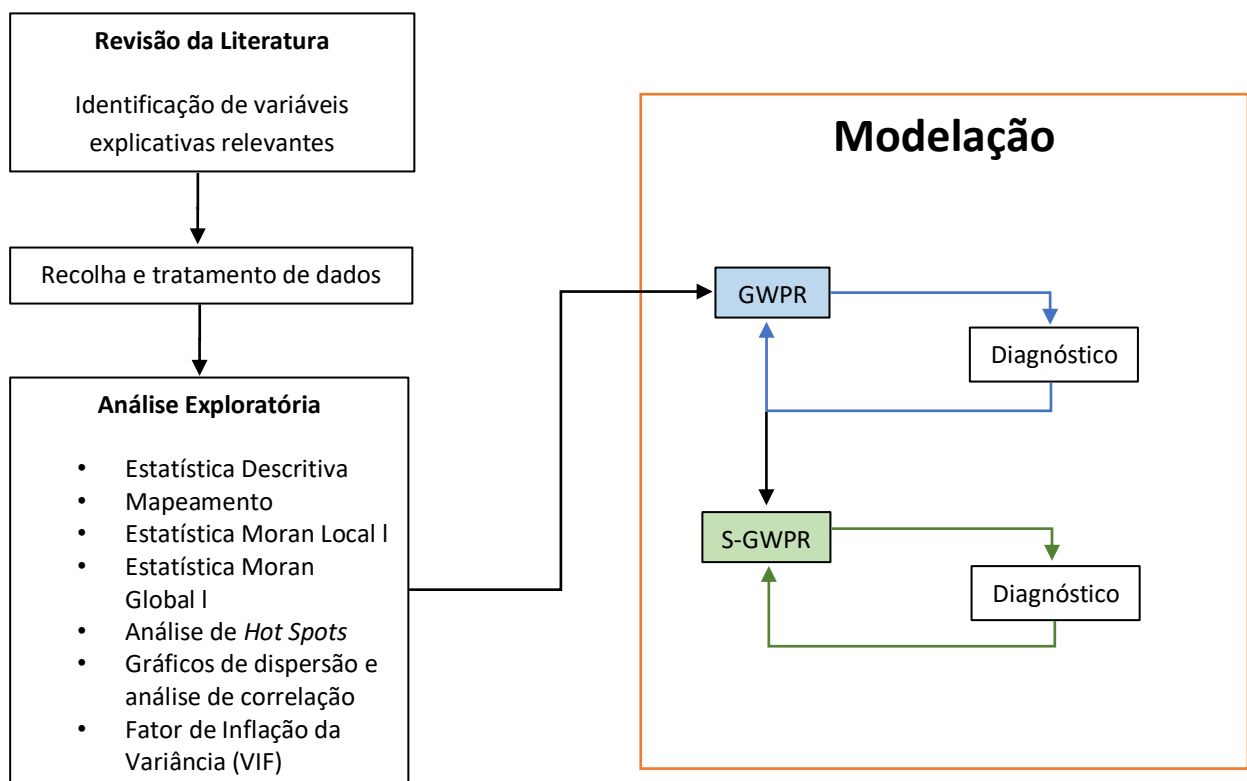 Revisão da Literatura
Identificação de variáveis
explicativas relevantes
Recolha e tratamento de dados
Análise Exploratória
• Estatística Descritiva
• Mapeamento
• Estatística Moran Local l
• Estatística Moran
Global l
• Análise de Hot Spots
• Gráficos de dispersão e
análise de correlação
• Fator de Inflação da
Variância (VIF)
Modelação
GWPR
Diagnóstico
S-GWPR
Diagnóstico